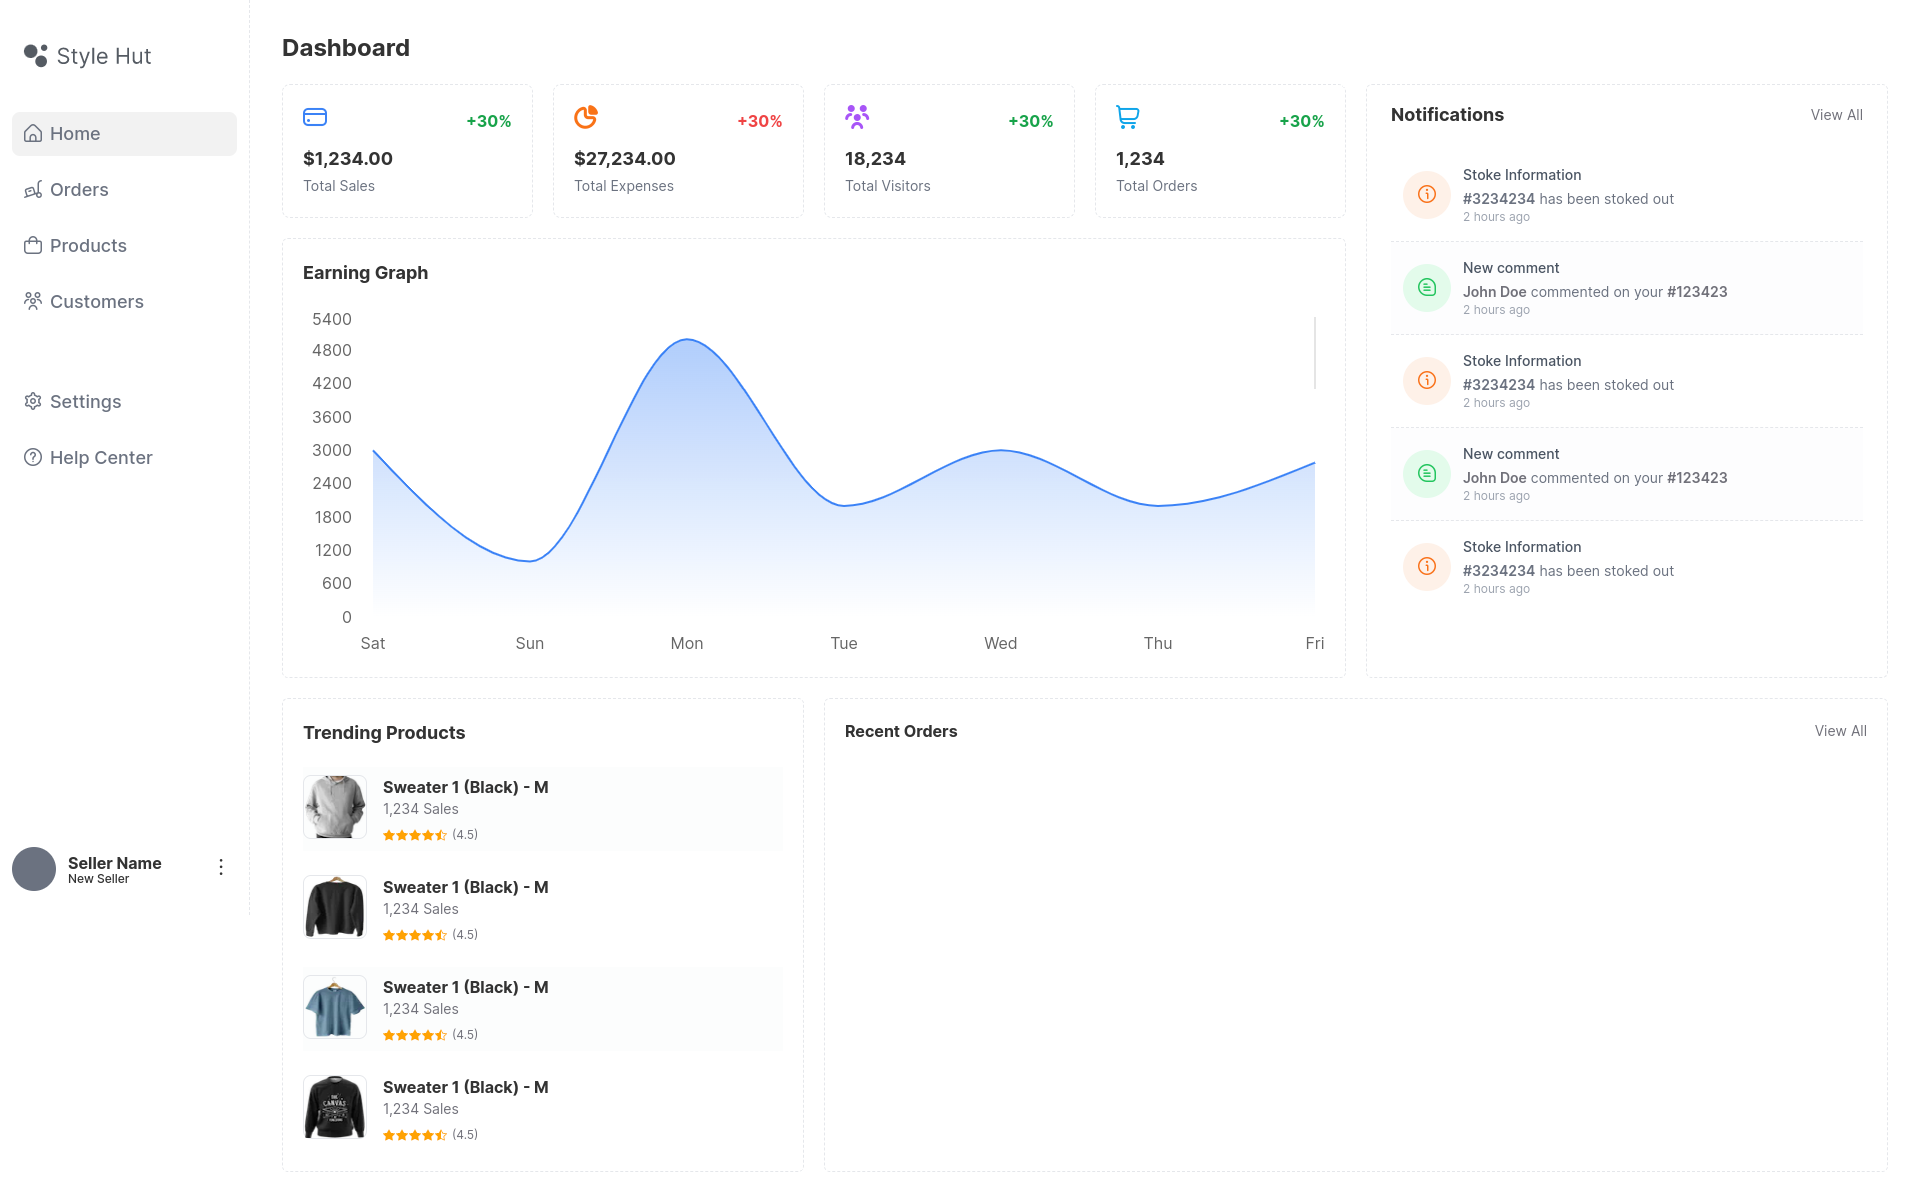 Style Hut
Home
Orders
Products
Customers
Settings
Help Center
Seller Name
New Seller
Dashboard
+30%
$1,234.00
Total Sales
+30%
$27,234.00
Total Expenses
+30%
18,234
Total Visitors
+30%
1,234
Total Orders
Earning Graph
5400
4800
4200
3600
3000
2400
1800
1200
600
0
Sat Sun Mon Tue Wed Thu Fri
Notifications View All
Stoke Information
#3234234 has been stoked out
2 hours ago
New comment
John Doe commented on your #123423
2 hours ago
Stoke Information
#3234234 has been stoked out
2 hours ago
New comment
John Doe commented on your #123423
2 hours ago
Stoke Information
#3234234 has been stoked out
2 hours ago
Trending Products
Sweater 1 (Black) - M
1,234 Sales
(4.5)
Sweater 1 (Black) - M
1,234 Sales
(4.5)
Sweater 1 (Black) - M
1,234 Sales
(4.5)
THE
CANVAS
Sweater 1 (Black) - M
1,234 Sales
(4.5)
Recent Orders View All